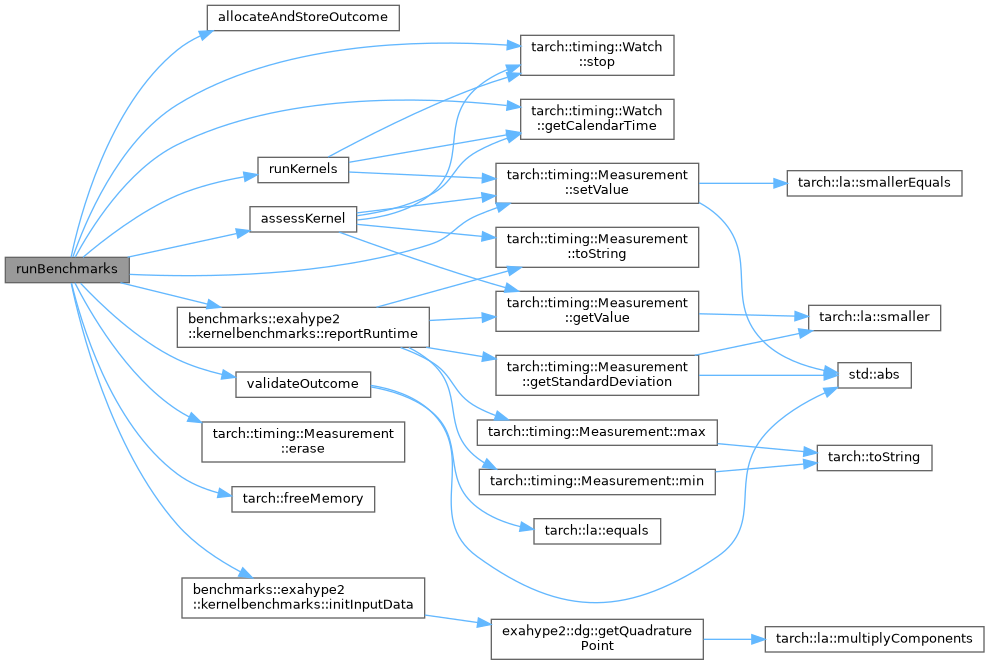 allocateAndStoreOutcome
tarch::timing::Watch
::stop
tarch::timing::Watch
::getCalendarTime
runKernels
tarch::timing::Measurement
::setValue
tarch::la::smallerEquals
assessKernel
tarch::timing::Measurement
::toString
runBenchmarks
benchmarks::exahype2
::kernelbenchmarks::reportRuntime
tarch::timing::Measurement
::getValue
tarch::la::smaller
tarch::timing::Measurement
::getStandardDeviation
std::abs
validateOutcome
tarch::timing::Measurement::max
tarch::timing::Measurement
::erase
tarch::toString
tarch::timing::Measurement::min
tarch::freeMemory
tarch::la::equals
benchmarks::exahype2
::kernelbenchmarks::initInputData
exahype2::dg::getQuadrature
Point
tarch::la::multiplyComponents